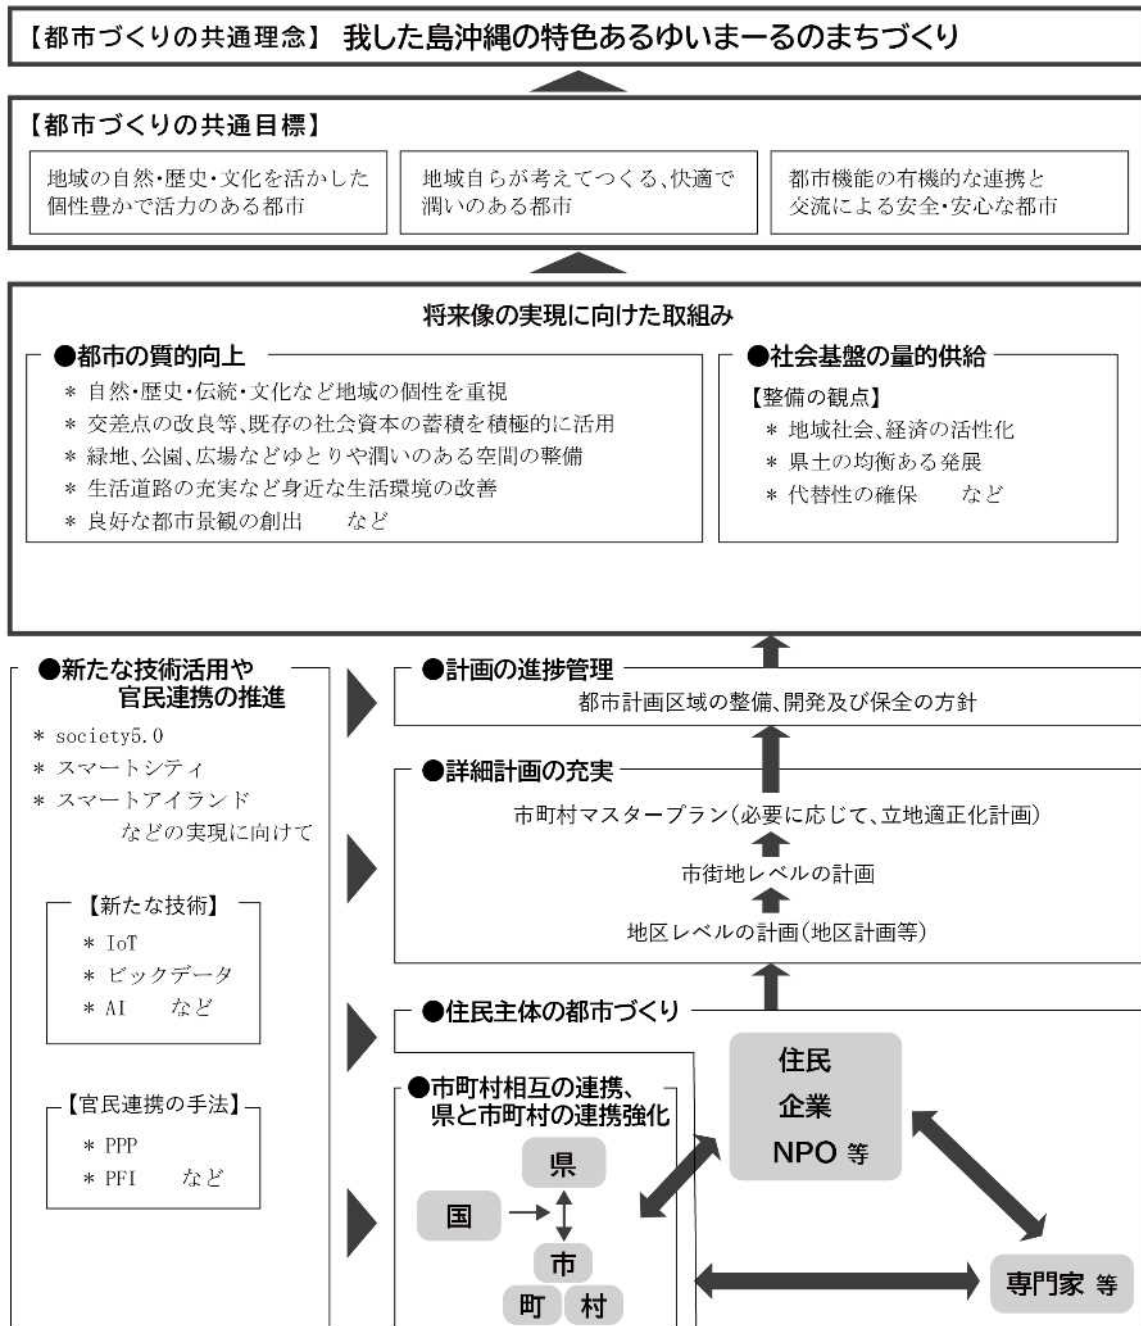 【都市づくりの共通理念】 我した島沖縄の特色あるゆいまーるのまちづくり
【都市づくりの共通目標】
地域の自然・歴史・文化を活かした
個性豊かで活力のある都市
地域自らが考えてつくる、快適で
潤いのある都市
都市機能の有機的な連携と
交流による安全・安心な都市
将来像の実現に向けた取組み
●都市の質的向上
* 自然・歴史・伝統・文化など地域の個性を重視
* 交差点の改良等、既存の社会資本の蓄積を積極的に活用
* 緑地、公園、広場などゆとりや潤いのある空間の整備
* 生活道路の充実など身近な生活環境の改善
* 良好な都市景観の創出 など
●社会基盤の量的供給
【整備の観点】
* 地域社会、経済の活性化
* 県土の均衡ある発展
* 代替性の確保 など
●新たな技術活用や
官民連携の推進
* society5.0
* スマートシティ
* スマートアイランド
などの実現に向けて
【新たな技術】
* IoT
* ビックデータ
* AI など
【官民連携の手法】
* PPP
* PFI など
●計画の進捗管理
都市計画区域の整備、開発及び保全の方針
●詳細計画の充実
市町村マスタープラン(必要に応じて、立地適正化計画)
市街地レベルの計画
地区レベルの計画(地区計画等)
●住民主体の都市づくり
住民
企業
NPO 等
●市町村相互の連携、
県と市町村の連携強化
県
国
市
町 村
専門家 等